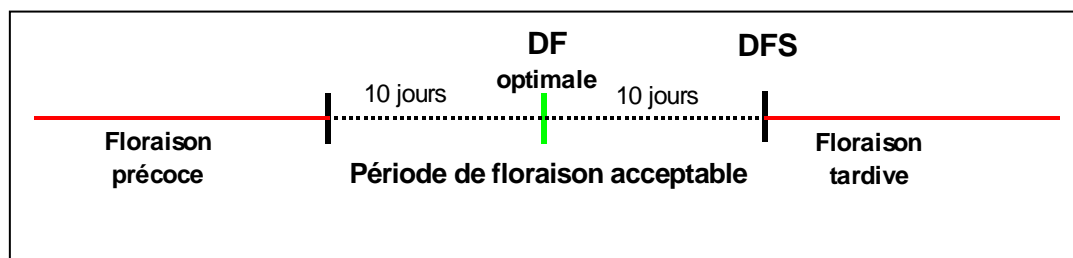 DF
optimale
DFS
10 jours
10 jours
Floraison
précoce
Période de floraison acceptable
Floraison
tardive